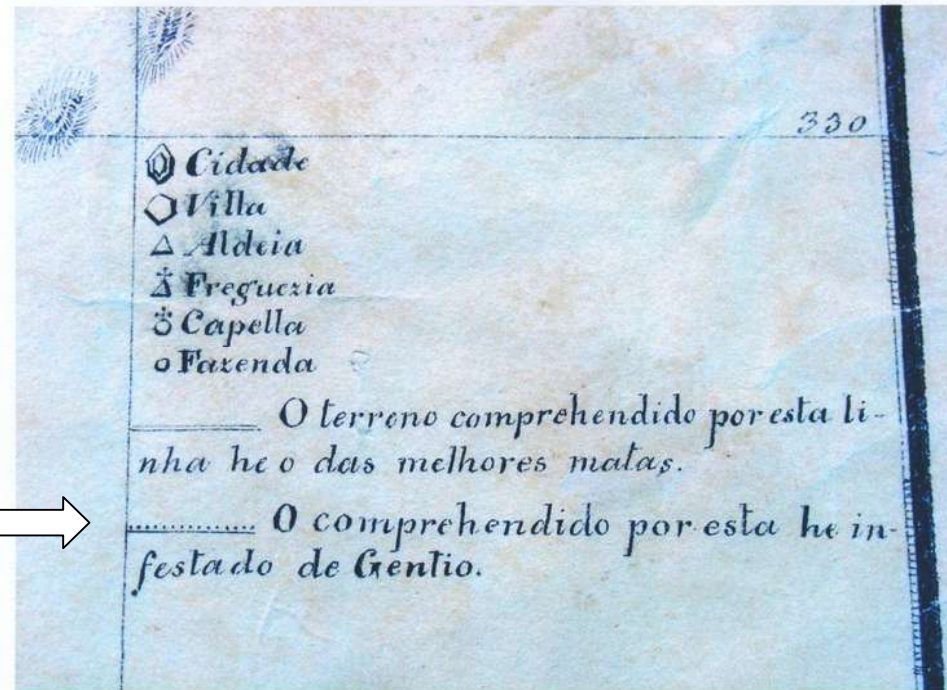 330
Cidade
Villa
Aldeia
Freguezia
Capella
Fazenda
O terreno comprehendido por esta li-
nha he o das melhores matas.
O comprehendido por esta he in-
festado de Gentio.